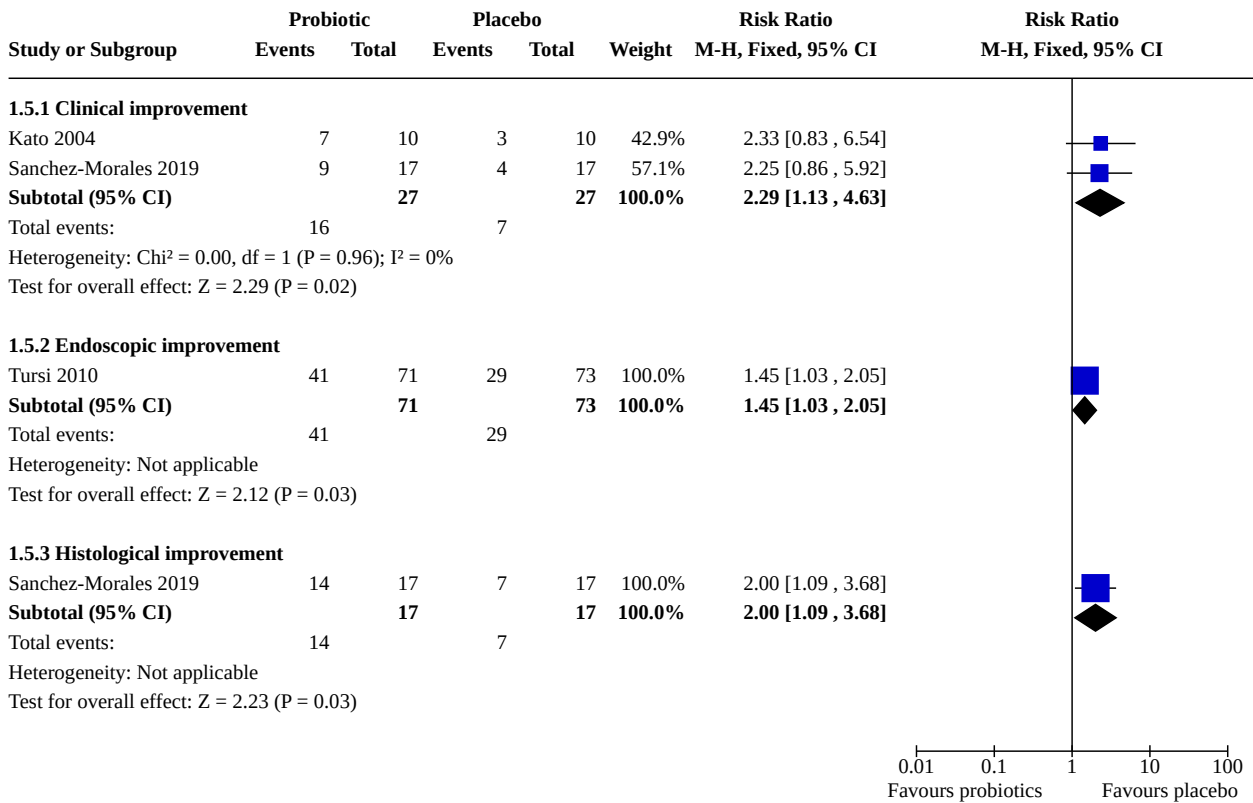 Probiotic Placebo Risk Ratio Risk Ratio
Study or Subgroup Events Total Events Total Weight M-H, Fixed, 95% CI M-H, Fixed, 95% CI
1.5.1 Clinical improvement
Kato 2004 7 10 3 10 42.9% 2.33 [0.83 , 6.54]
Sanchez-Morales 2019 9 17 4 17 57.1% 2.25 [0.86 , 5.92]
Subtotal (95% CI) 27 27 100.0% 2.29 [1.13 , 4.63]
Total events: 16 7
Heterogeneity: Chi² = 0.00, df = 1 (P = 0.96); I² = 0%
Test for overall effect: Z = 2.29 (P = 0.02)
1.5.2 Endoscopic improvement
Tursi 2010 41 71 29 73 100.0% 1.45 [1.03 , 2.05]
Subtotal (95% CI) 71 73 100.0% 1.45 [1.03 , 2.05]
Total events: 41 29
Heterogeneity: Not applicable
Test for overall effect: Z = 2.12 (P = 0.03)
1.5.3 Histological improvement
Sanchez-Morales 2019 14 17 7 17 100.0% 2.00 [1.09 , 3.68]
Subtotal (95% CI) 17 17 100.0% 2.00 [1.09 , 3.68]
Total events: 14 7
Heterogeneity: Not applicable
Test for overall effect: Z = 2.23 (P = 0.03)
0.01 0.1 1 10 100
Favours probiotics Favours placebo